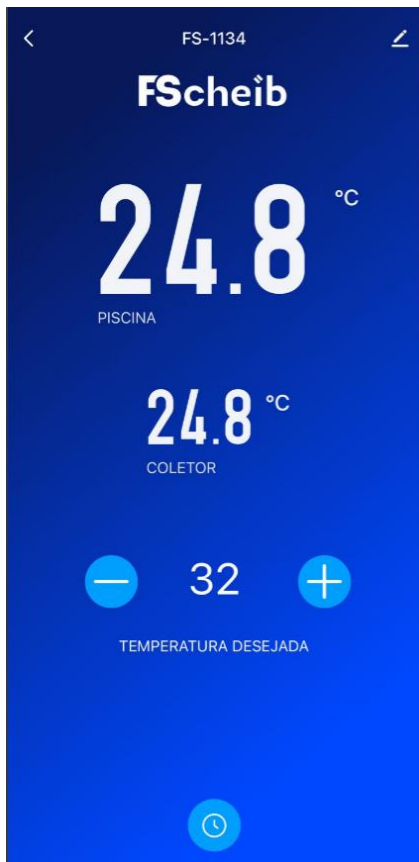 FS-1134
FScheib
24.8 °C
PISCINA
24.8 °C
COLETOR
32
TEMPERATURA DESEJADA